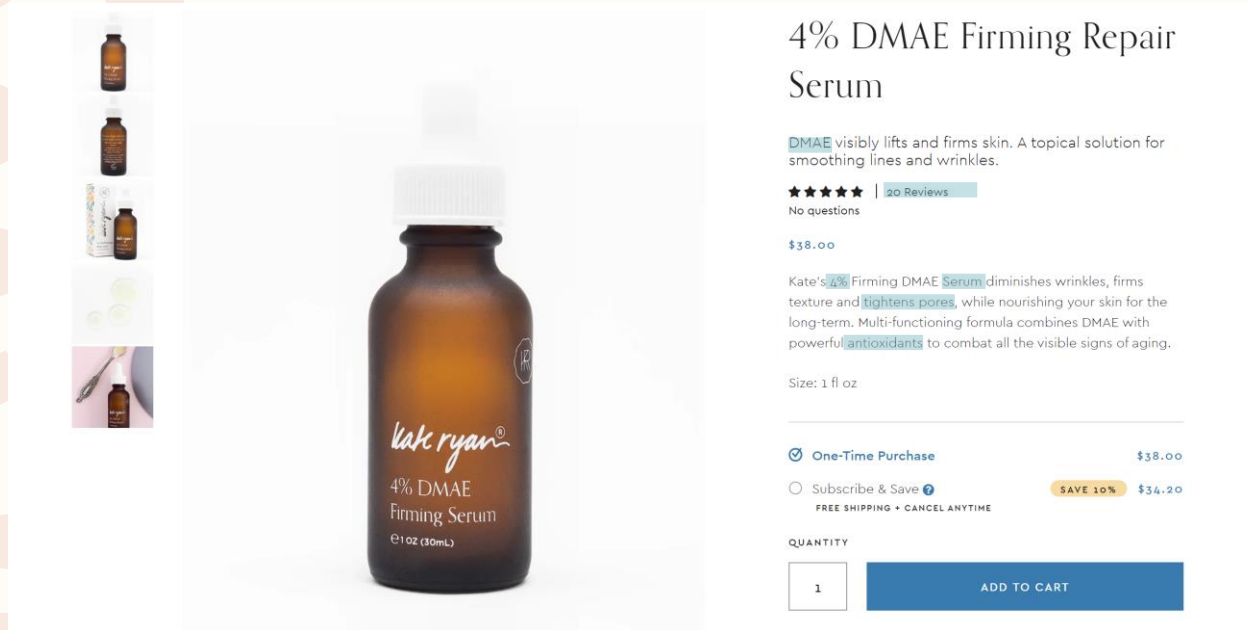 4% DMAE Firming Repair
Serum
DMAE visibly lifts and firms skin. A topical solution for
smoothing lines and wrinkles.
20 Reviews
No questions
$38.00
Kate's 4% Firming DMAE Serum diminishes wrinkles, firms
texture and tightens pores, while nourishing your skin for the
long-term. Multi-functioning formula combines DMAE with
powerful antioxidants to combat all the visible signs of aging.
Size: 1 fl oz
One-Time Purchase $38.00
Subscribe & Save ? SAVE 10% $34.20
FREE SHIPPING + CANCEL ANYTIME
QUANTITY
1 ADD TO CART
kate ryan®
4% DMAE
Firming Serum
℮1 OZ (30mL)